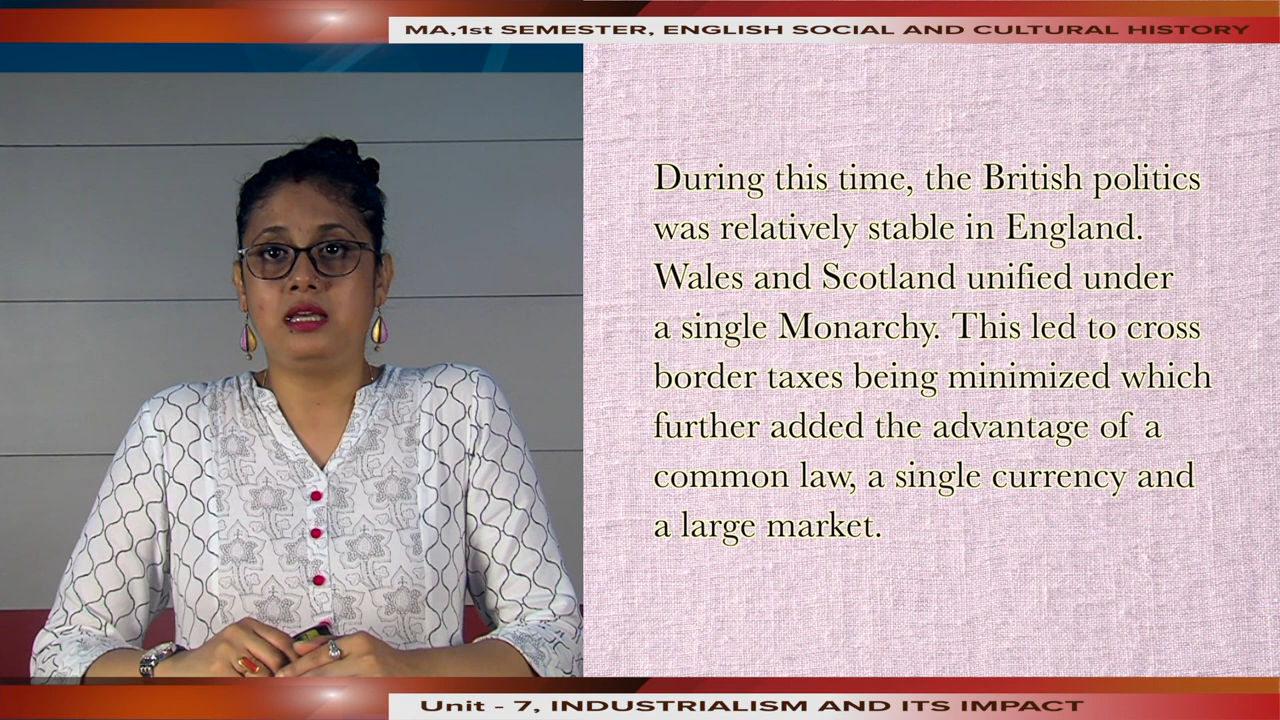 MA,1st SEMESTER, ENGLISH SOCIAL AND CULTURAL HISTORY
During this time, the British politics
was relatively stable in England.
Wales and Scotland unified under
a single Monarchy. This led to cross
border taxes being minimized which
further added the advantage of a
common law, a single currency and
a large market.
Unit - 7, INDUSTRIALISM AND ITS IMPACT